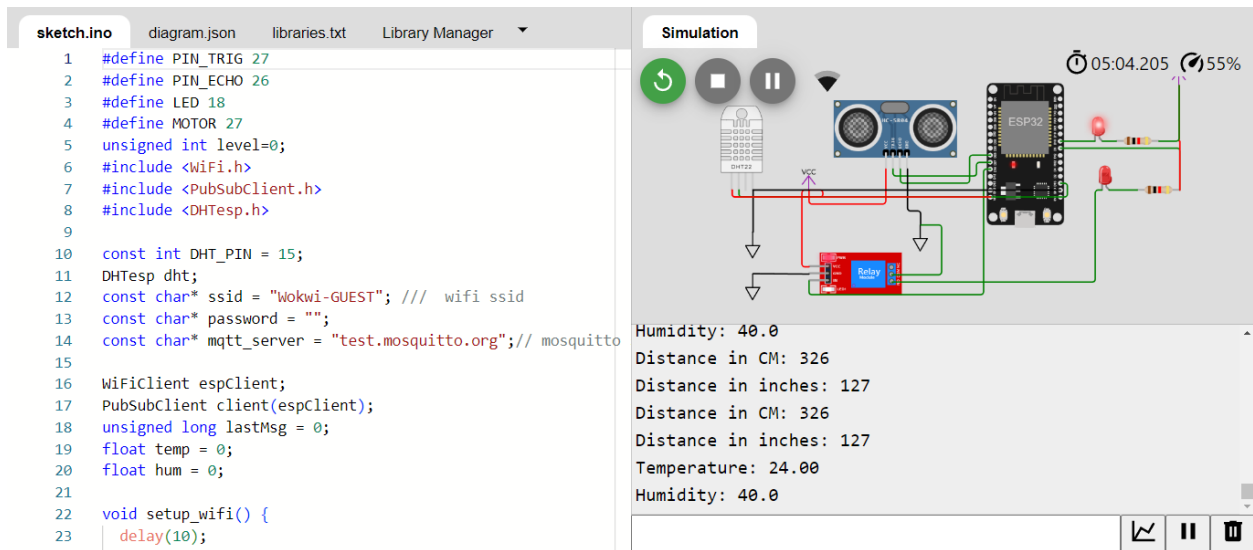 sketch.ino diagram.json libraries.txt Library Manager
1 #define PIN_TRIG 27
2 #define PIN_ECHO 26
3 #define LED 18
4 #define MOTOR 27
5 unsigned int level=0;
6 #include <WiFi.h>
7 #include <PubSubClient.h>
8 #include <DHTesp.h>
9
10 const int DHT_PIN = 15;
11 DHTesp dht;
12 const char* ssid = "Wokwi-GUEST"; /// wifi ssid
13 const char* password = "";
14 const char* mqtt_server = "test.mosquitto.org";// mosquitto
15
16 WiFiClient espClient;
17 PubSubClient client(espClient);
18 unsigned long lastMsg = 0;
19 float temp = 0;
20 float hum = 0;
21
22 void setup_wifi() {
23 delay(10);
Simulation
05:04.205 55%
ESP32
HC-SR04
DHT22
VCC
Relay
Module
Humidity: 40.0
Distance in CM: 326
Distance in inches: 127
Distance in CM: 326
Distance in inches: 127
Temperature: 24.00
Humidity: 40.0